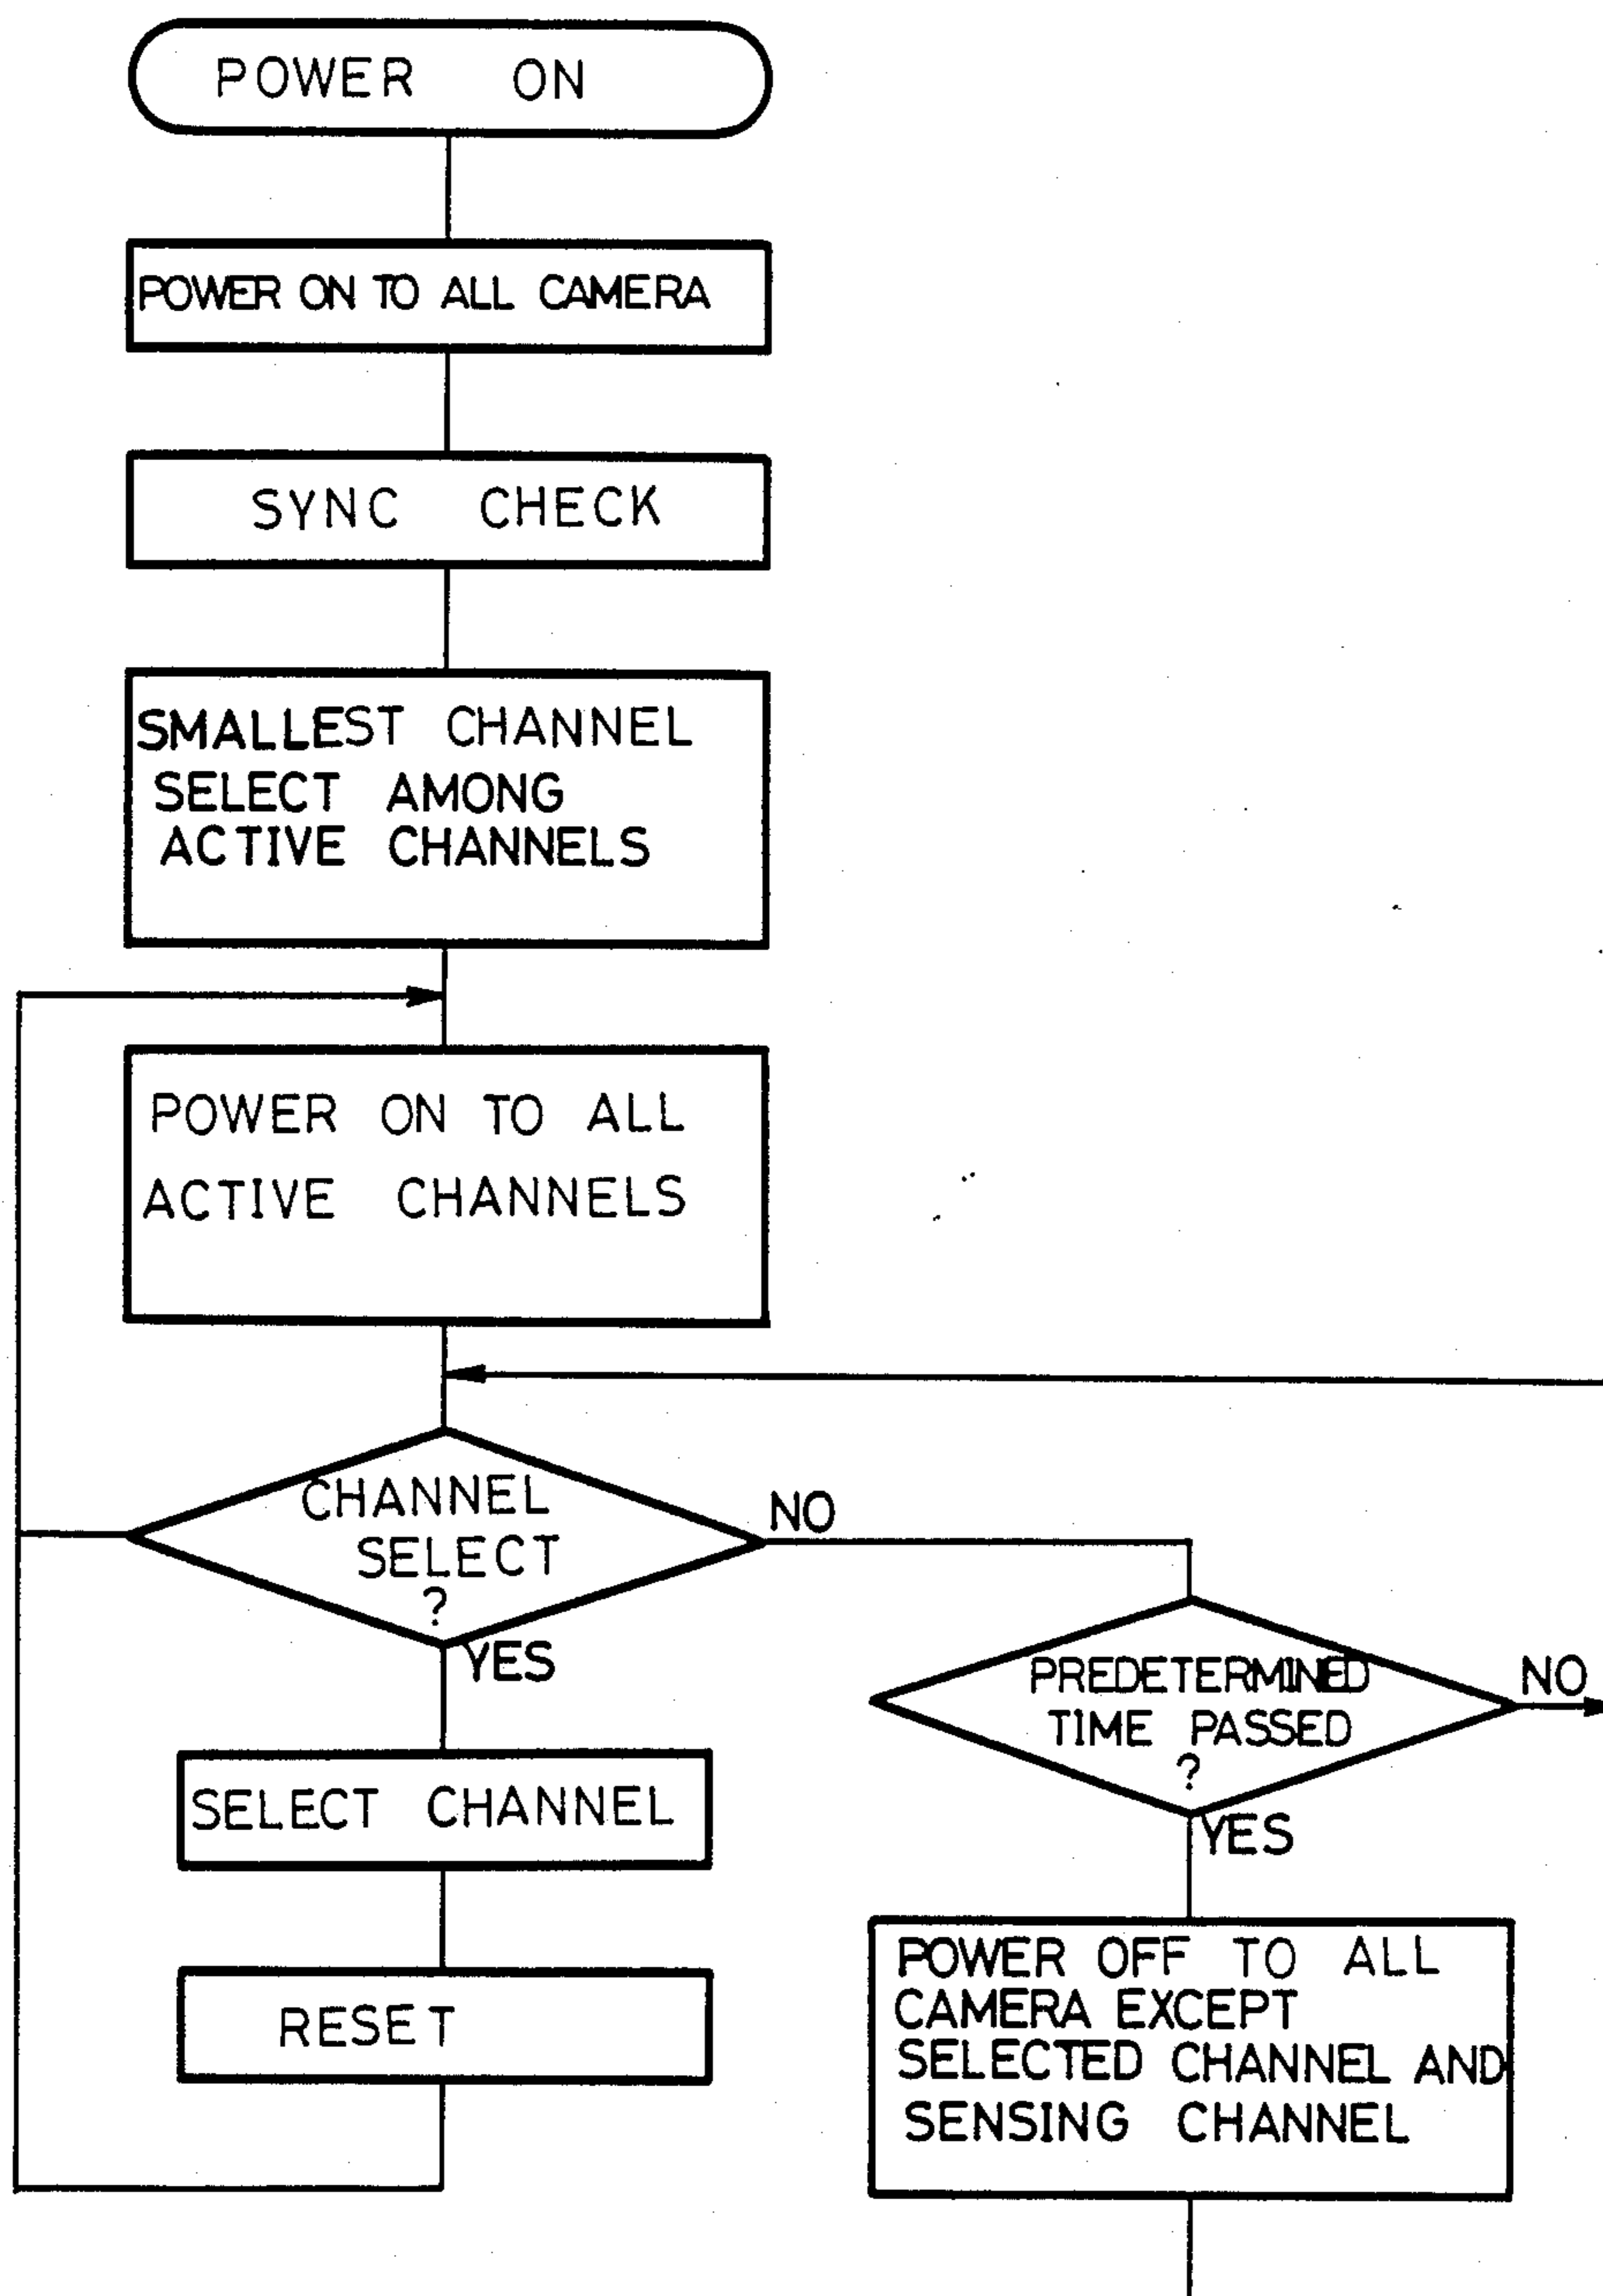 POWER ON
POWER ON TO ALL CAMERA
SYNC CHECK
SMALLEST CHANNEL
SELECT AMONG
ACTIVE CHANNELS
POWER ON TO ALL
ACTIVE CHANNELS
CHANNEL
SELECT
?
NO
YES
SELECT CHANNEL
RESET
PREDETERMINED
TIME PASSED
?
NO
YES
POWER OFF TO ALL
CAMERA EXCEPT
SELECTED CHANNEL AND
SENSING CHANNEL